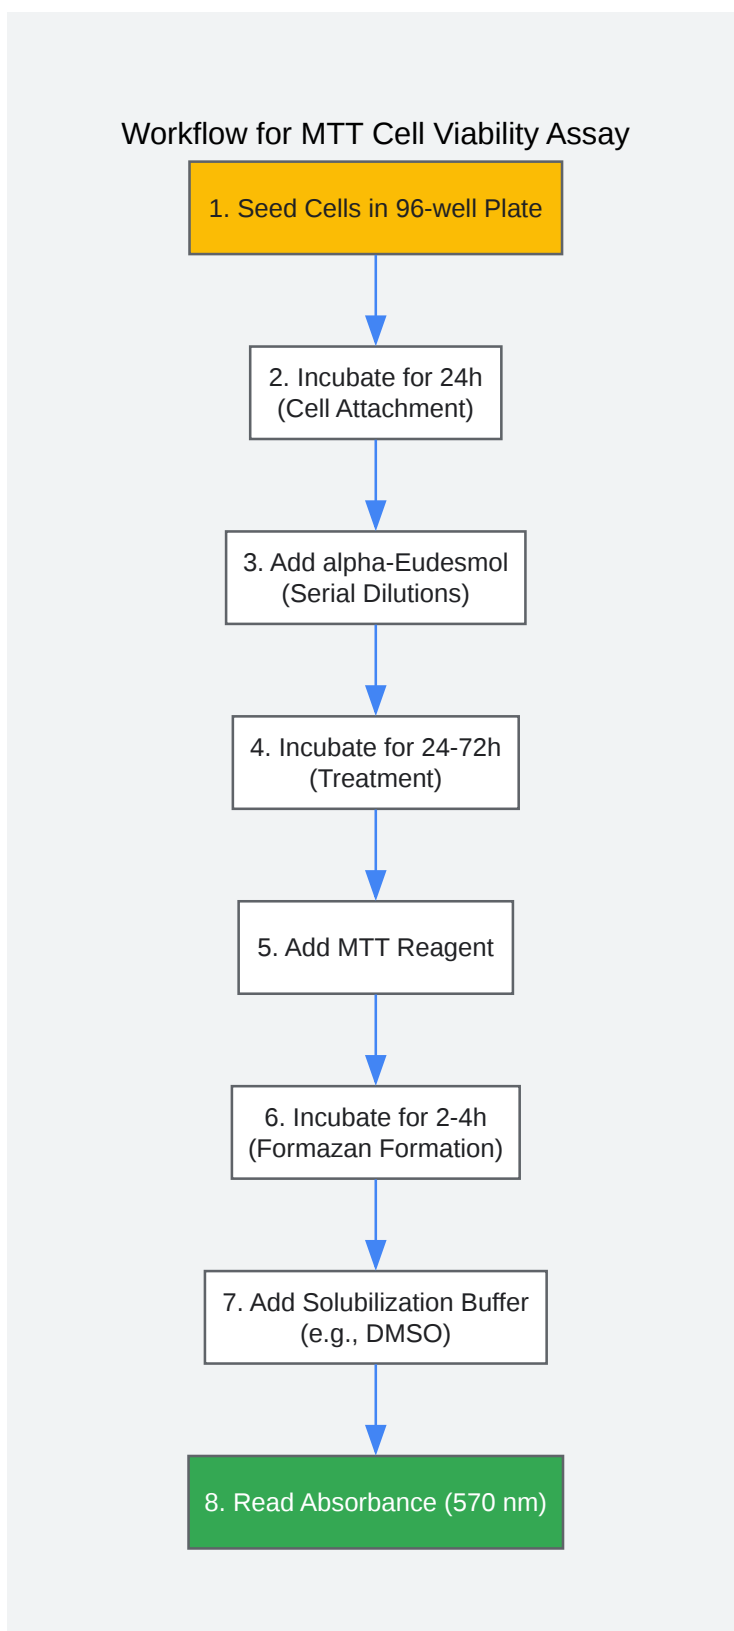 Workflow for MTT Cell Viability Assay
1. Seed Cells in 96-well Plate
2. Incubate for 24h
(Cell Attachment)
3. Add alpha-Eudesmol
(Serial Dilutions)
4. Incubate for 24-72h
(Treatment)
5. Add MTT Reagent
6. Incubate for 2-4h
(Formazan Formation)
7. Add Solubilization Buffer
(e.g., DMSO)
8. Read Absorbance (570 nm)